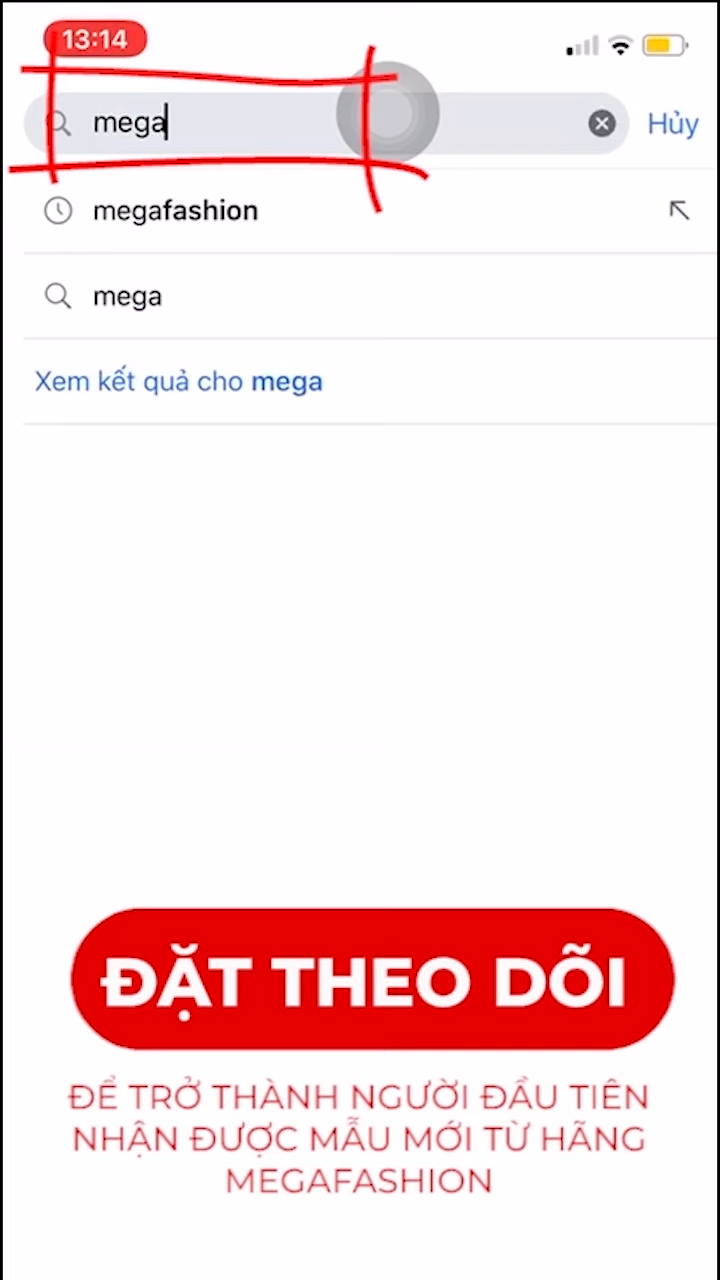 13:14
mega
Hủy
megafashion
mega
Xem kết quả cho mega
ĐẶT THEO DÕI
ĐỂ TRỞ THÀNH NGƯỜI ĐẦU TIÊN
NHẬN ĐƯỢC MẪU MỚI TỪ HÃNG
MEGAFASHION